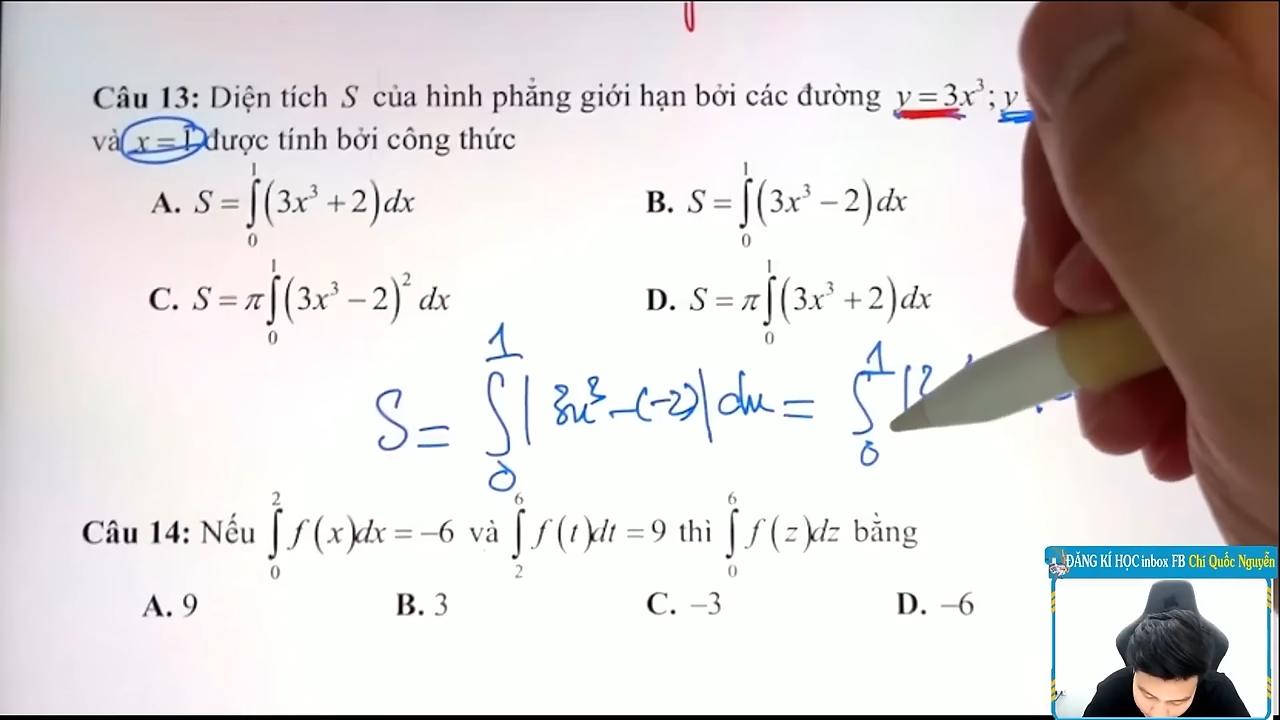 Câu 13: Diện tích S của hình phẳng giới hạn bởi các đường y = 3x³; y
và x = 1 được tính bởi công thức
A. S = ∫₀¹ (3x³ + 2) dx
B. S = ∫₀¹ (3x³ − 2) dx
C. S = π ∫₀¹ (3x³ − 2)² dx
D. S = π ∫₀¹ (3x³ + 2) dx
S = ∫₀¹ | 3x³ − (−2) | dx = ∫₀¹ |
Câu 14: Nếu ∫₀² f(x)dx = −6 và ∫₂⁶ f(t)dt = 9 thì ∫₀⁶ f(z)dz bằng
A. 9
B. 3
C. −3
D. −6
ĐĂNG KÍ HỌC inbox FB Chí Quốc Nguyễn